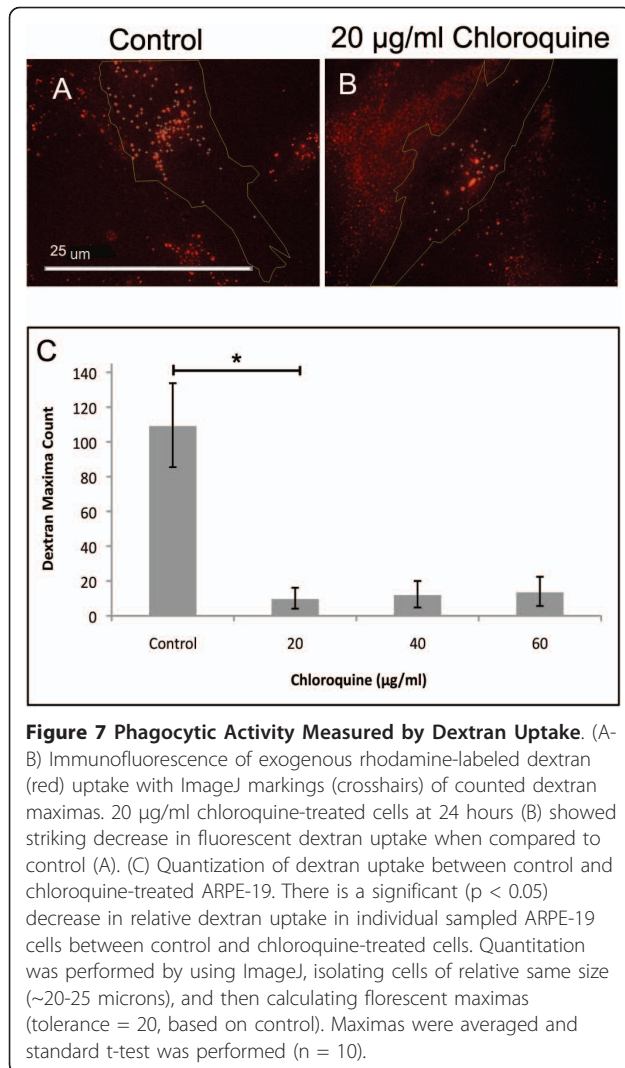 Control
20 µg/ml Chloroquine
A
B
25 um
C
*
140
120
100
80
60
40
20
0
Dextran Maxima Count
Control
20
40
60
Chloroquine (µg/ml)
Figure 7 Phagocytic Activity Measured by Dextran Uptake. (A-
B) Immunofluorescence of exogenous rhodamine-labeled dextran
(red) uptake with ImageJ markings (crosshairs) of counted dextran
maximas. 20 µg/ml chloroquine-treated cells at 24 hours (B) showed
striking decrease in fluorescent dextran uptake when compared to
control (A). (C) Quantization of dextran uptake between control and
chloroquine-treated ARPE-19. There is a significant (p < 0.05)
decrease in relative dextran uptake in individual sampled ARPE-19
cells between control and chloroquine-treated cells. Quantitation
was performed by using ImageJ, isolating cells of relative same size
(~20-25 microns), and then calculating florescent maximas
(tolerance = 20, based on control). Maximas were averaged and
standard t-test was performed (n = 10).